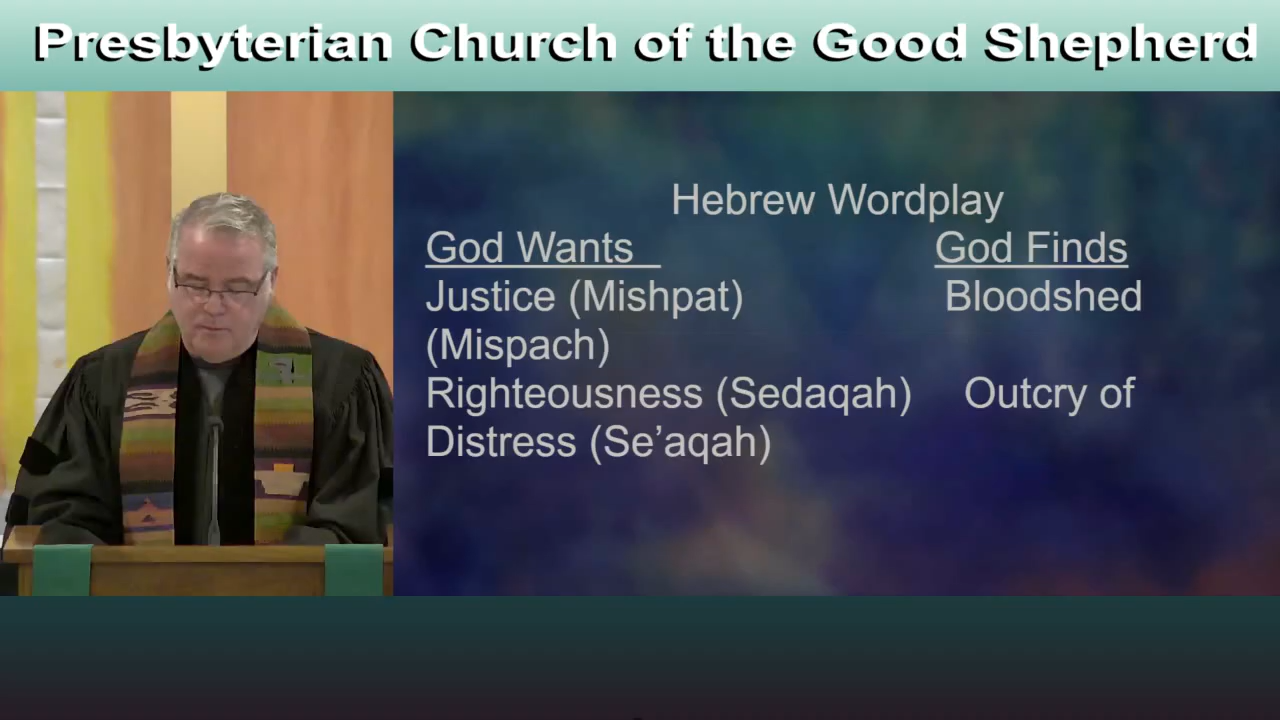 Presbyterian Church of the Good Shepherd
Hebrew Wordplay
God Wants God Finds
Justice (Mishpat) Bloodshed
(Mispach)
Righteousness (Sedaqah) Outcry of
Distress (Se’aqah)